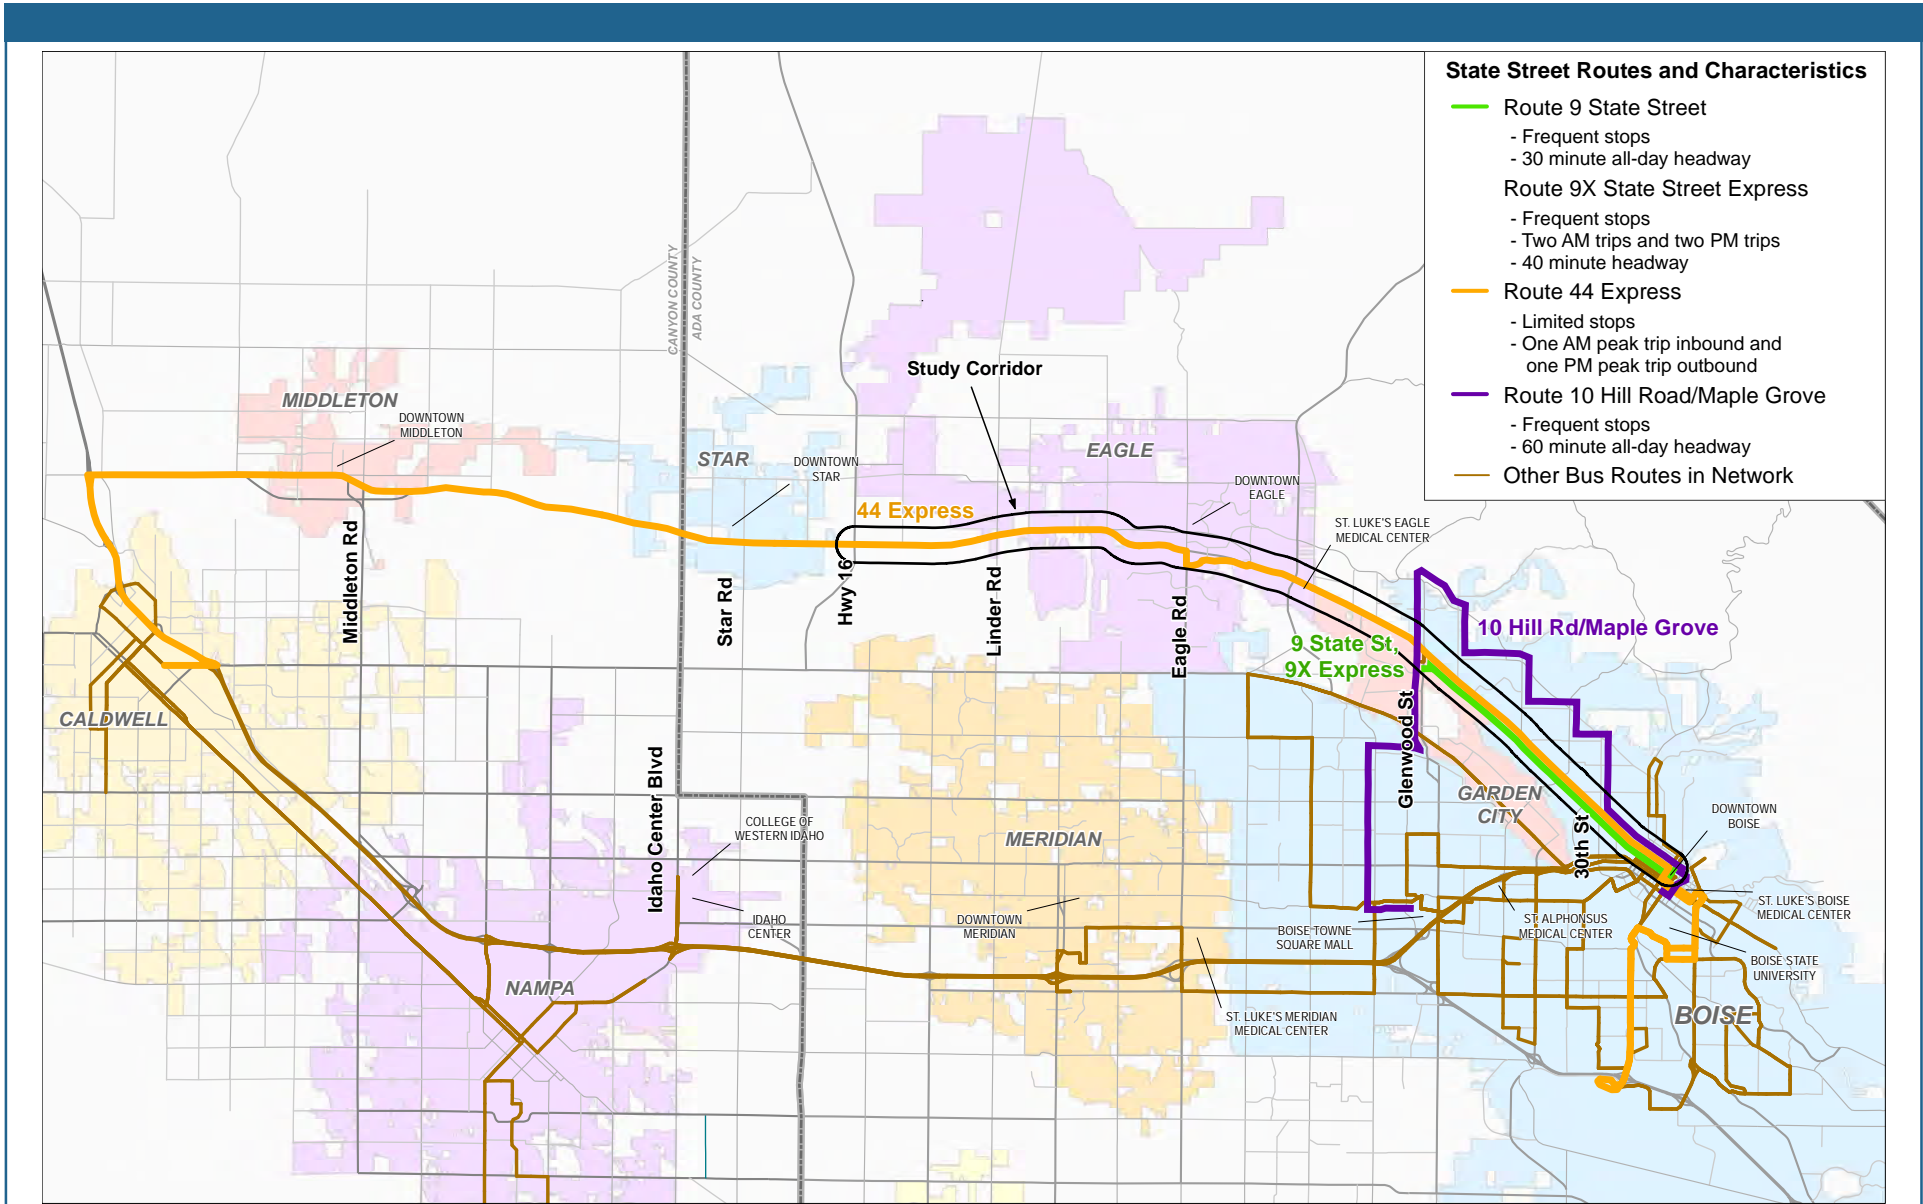 State Street Routes and Characteristics
Route 9 State Street
- Frequent stops
- 30 minute all-day headway
Route 9X State Street Express
- Frequent stops
- Two AM trips and two PM trips
- 40 minute headway
Route 44 Express
- Limited stops
- One AM peak trip inbound and
one PM peak trip outbound
Route 10 Hill Road/Maple Grove
- Frequent stops
- 60 minute all-day headway
Other Bus Routes in Network
CANYON COUNTY
ADA COUNTY
Study Corridor
MIDDLETON
DOWNTOWN
MIDDLETON
STAR
DOWNTOWN
STAR
EAGLE
DOWNTOWN
EAGLE
44 Express
ST. LUKE'S EAGLE
MEDICAL CENTER
Middleton Rd
Star Rd
Hwy 16
Linder Rd
Eagle Rd
10 Hill Rd/Maple Grove
9 State St,
9X Express
Glenwood St
CALDWELL
Idaho Center Blvd
GARDEN
CITY
30th St
DOWNTOWN
BOISE
COLLEGE OF
WESTERN IDAHO
MERIDIAN
IDAHO
CENTER
DOWNTOWN
MERIDIAN
BOISE TOWNE
SQUARE MALL
ST. ALPHONSUS
MEDICAL CENTER
ST. LUKE'S BOISE
MEDICAL CENTER
BOISE STATE
UNIVERSITY
NAMPA
ST. LUKE'S MERIDIAN
MEDICAL CENTER
BOISE